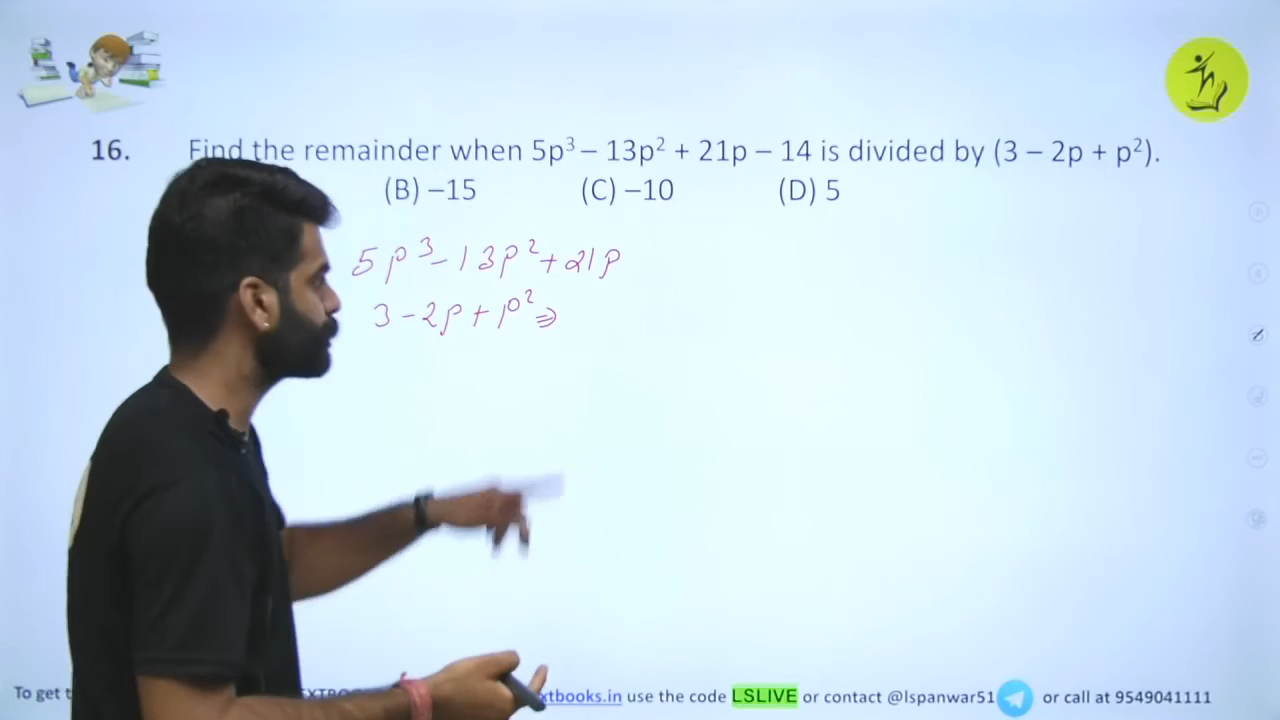 16. Find the remainder when 5p³ – 13p² + 21p – 14 is divided by (3 – 2p + p²).
(B) –15 (C) –10 (D) 5
5p³ – 13p² + 21p
3 – 2p + p² ⇒
To get tbooks.in use the code LSLIVE or contact @lspanwar51 or call at 9549041111